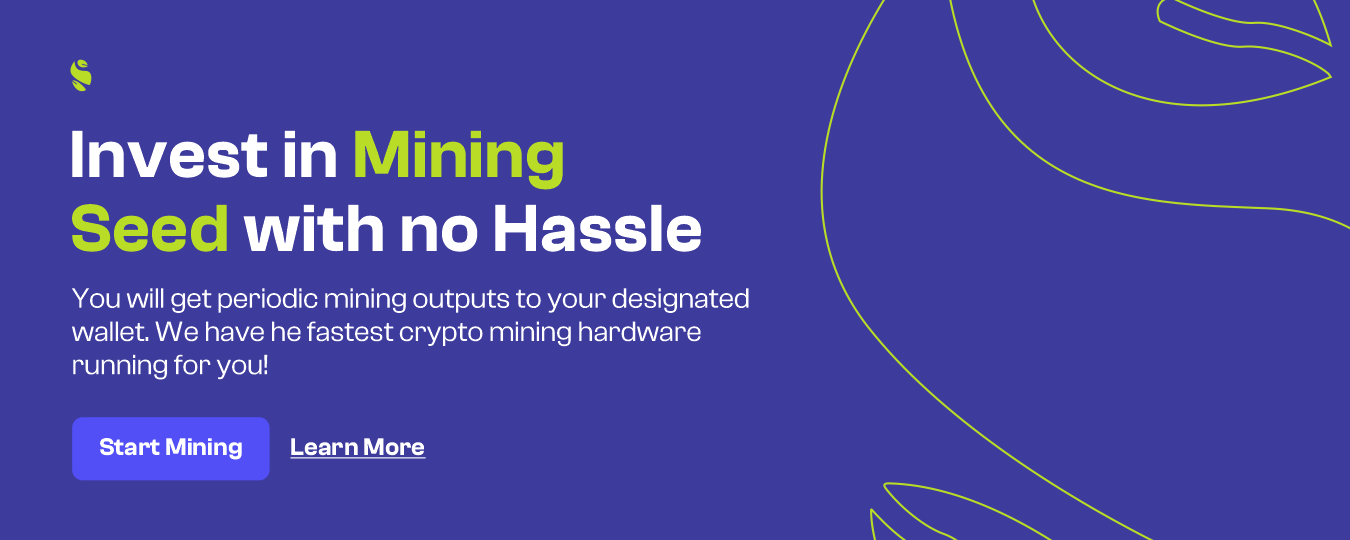 Invest in Mining
Seed with no Hassle
You will get periodic mining outputs to your designated
wallet. We have he fastest crypto mining hardware
running for you!
Start Mining
Learn More